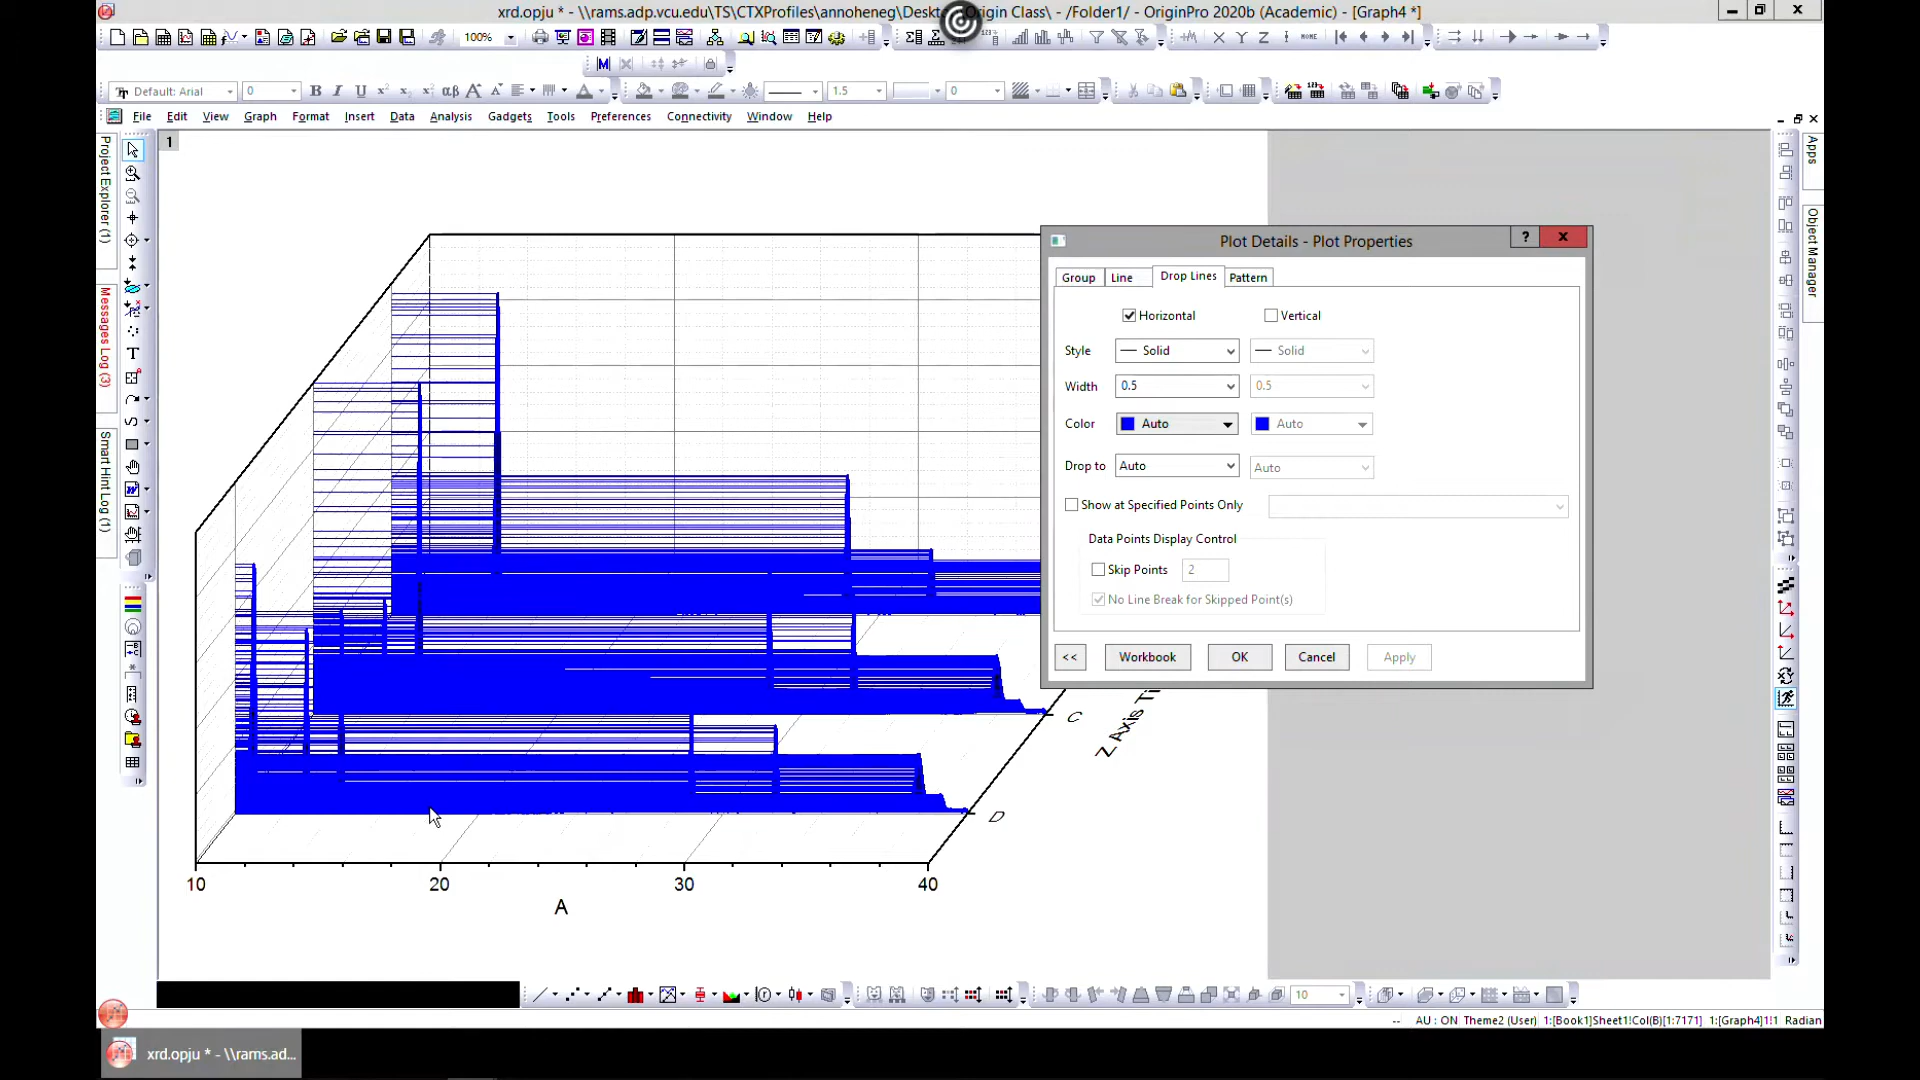 xrd.opju * - \\rams.adp.vcu.edu\TS\CTXProfiles\annoheneg\Deskt Origin Class\ - /Folder1/ - OriginPro 2020b (Academic) - [Graph4 *]
100%
Default: Arial 0 B I U αβ A A 1.5 0
File Edit View Graph Format Insert Data Analysis Gadgets Tools Preferences Connectivity Window Help
1
Project Explorer (1)
Messages Log (3)
Smart Hint Log (1)
Apps
Object Manager
Plot Details - Plot Properties
Group Line Drop Lines Pattern
Horizontal Vertical
Style Solid Solid
Width 0.5 0.5
Color Auto Auto
Drop to Auto Auto
Show at Specified Points Only
Data Points Display Control
Skip Points 2
No Line Break for Skipped Point(s)
<< Workbook OK Cancel Apply
Z Axis Ti
C
D
10 20 30 40
A
10
-- AU : ON Theme2 (User) 1:[Book1]Sheet1!Col(B)[1:7171] 1:[Graph4]1!1 Radian
xrd.opju * - \\rams.ad...